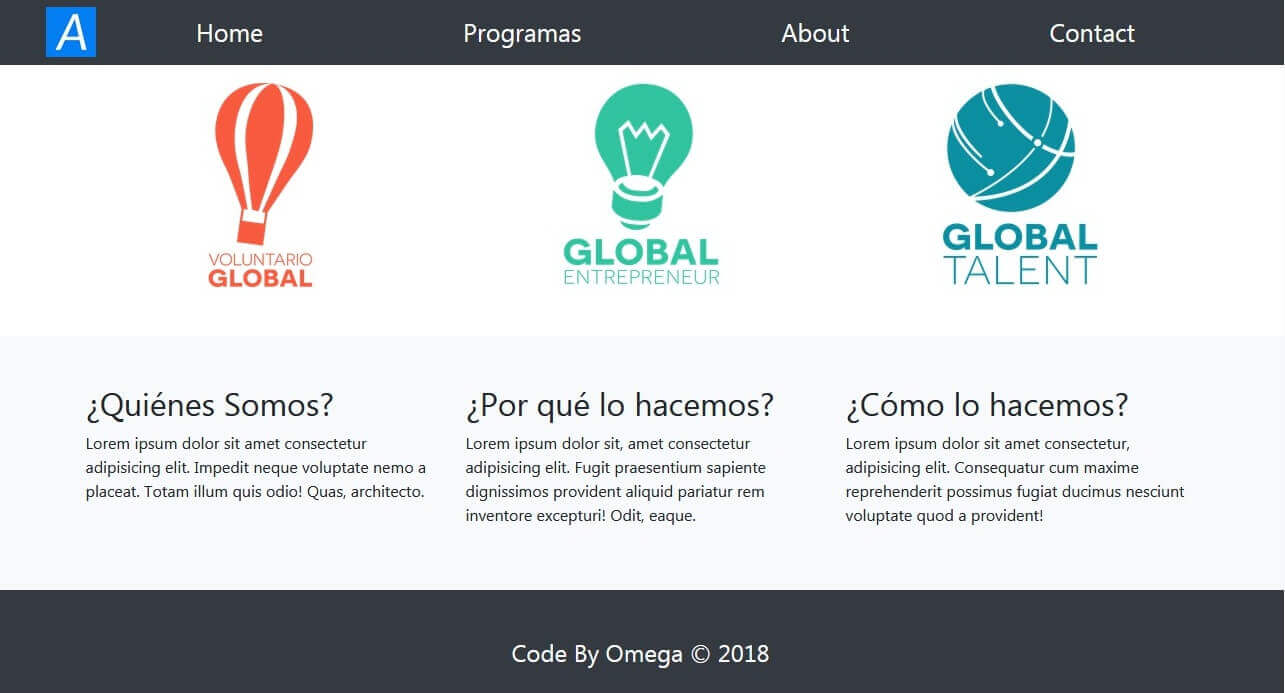 A
Home
Programas
About
Contact
VOLUNTARIO
GLOBAL
GLOBAL
ENTREPRENEUR
GLOBAL
TALENT
¿Quiénes Somos?
Lorem ipsum dolor sit amet consectetur
adipisicing elit. Impedit neque voluptate nemo a
placeat. Totam illum quis odio! Quas, architecto.
¿Por qué lo hacemos?
Lorem ipsum dolor sit, amet consectetur
adipisicing elit. Fugit praesentium sapiente
dignissimos provident aliquid pariatur rem
inventore excepturi! Odit, eaque.
¿Cómo lo hacemos?
Lorem ipsum dolor sit amet consectetur,
adipisicing elit. Consequatur cum maxime
reprehenderit possimus fugiat ducimus nesciunt
voluptate quod a provident!
Code By Omega © 2018